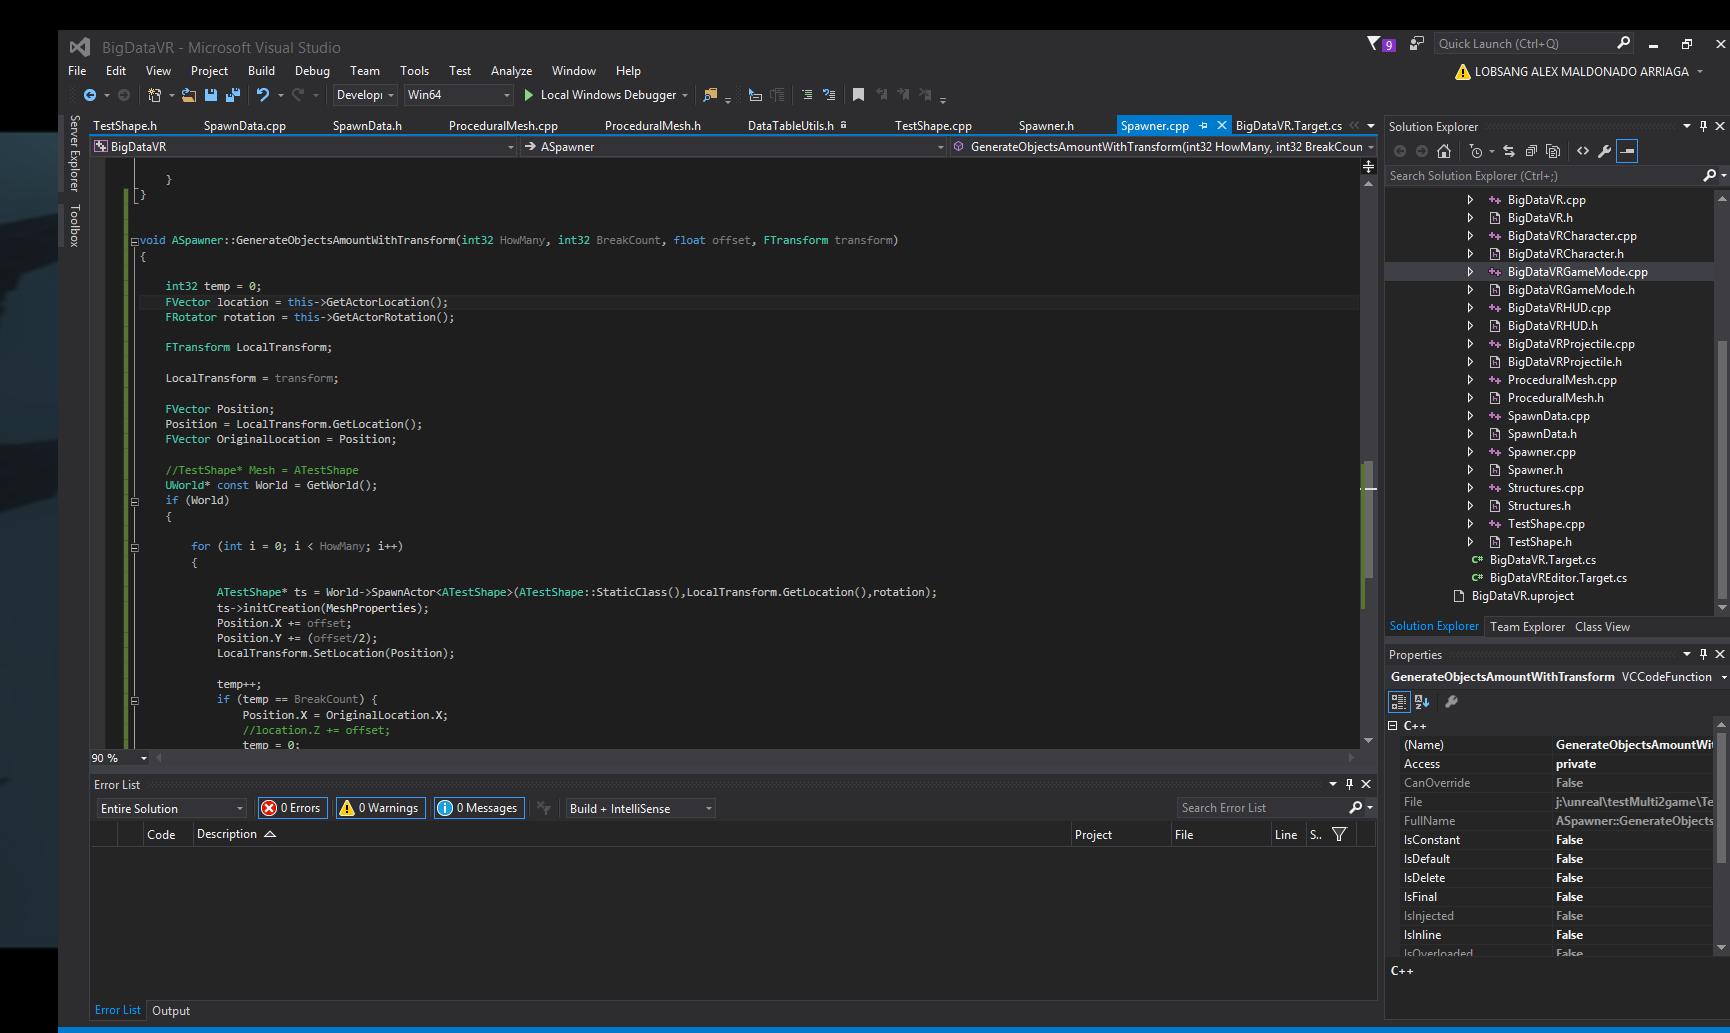 BigDataVR - Microsoft Visual Studio
9
Quick Launch (Ctrl+Q)
File Edit View Project Build Debug Team Tools Test Analyze Window Help
LOBSANG ALEX MALDONADO ARRIAGA
Develop Win64 Local Windows Debugger
Server Explorer
Toolbox
TestShape.h SpawnData.cpp SpawnData.h ProceduralMesh.cpp ProceduralMesh.h DataTableUtils.h TestShape.cpp Spawner.h Spawner.cpp BigDataVR.Target.cs
BigDataVR ASpawner GenerateObjectsAmountWithTransform(int32 HowMany, int32 BreakCoun
}
}
void ASpawner::GenerateObjectsAmountWithTransform(int32 HowMany, int32 BreakCount, float offset, FTransform transform)
{
int32 temp = 0;
FVector location = this->GetActorLocation();
FRotator rotation = this->GetActorRotation();
FTransform LocalTransform;
LocalTransform = transform;
FVector Position;
Position = LocalTransform.GetLocation();
FVector OriginalLocation = Position;
//TestShape* Mesh = ATestShape
UWorld* const World = GetWorld();
if (World)
{
for (int i = 0; i < HowMany; i++)
{
ATestShape* ts = World->SpawnActor<ATestShape>(ATestShape::StaticClass(),LocalTransform.GetLocation(),rotation);
ts->initCreation(MeshProperties);
Position.X += offset;
Position.Y += (offset/2);
LocalTransform.SetLocation(Position);
temp++;
if (temp == BreakCount) {
Position.X = OriginalLocation.X;
//location.Z += offset;
temp = 0;
90 %
Error List
Entire Solution 0 Errors 0 Warnings 0 Messages Build + IntelliSense Search Error List
Code Description Project File Line S..
Error List Output
Solution Explorer
Search Solution Explorer (Ctrl+;)
BigDataVR.cpp
BigDataVR.h
BigDataVRCharacter.cpp
BigDataVRCharacter.h
BigDataVRGameMode.cpp
BigDataVRGameMode.h
BigDataVRHUD.cpp
BigDataVRHUD.h
BigDataVRProjectile.cpp
BigDataVRProjectile.h
ProceduralMesh.cpp
ProceduralMesh.h
SpawnData.cpp
SpawnData.h
Spawner.cpp
Spawner.h
Structures.cpp
Structures.h
TestShape.cpp
TestShape.h
C# BigDataVR.Target.cs
C# BigDataVREditor.Target.cs
BigDataVR.uproject
Solution Explorer Team Explorer Class View
Properties
GenerateObjectsAmountWithTransform VCCodeFunction
C++
(Name) GenerateObjectsAmountWi
Access private
CanOverride False
File j:\unreal\testMulti2game\Te
FullName ASpawner::GenerateObjects
IsConstant False
IsDefault False
IsDelete False
IsFinal False
IsInjected False
IsInline False
IsOverloaded False
C++